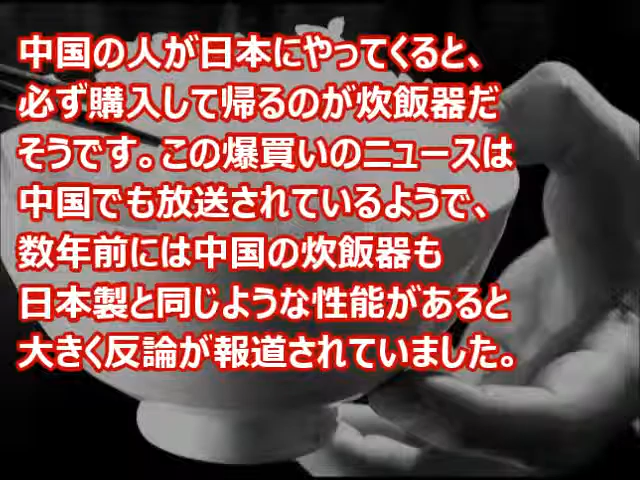 中国の人が日本にやってくると、
必ず購入して帰るのが炊飯器だ
そうです。この爆買いのニュースは
中国でも放送されているようで、
数年前には中国の炊飯器も
日本製と同じような性能があると
大きく反論が報道されていました。